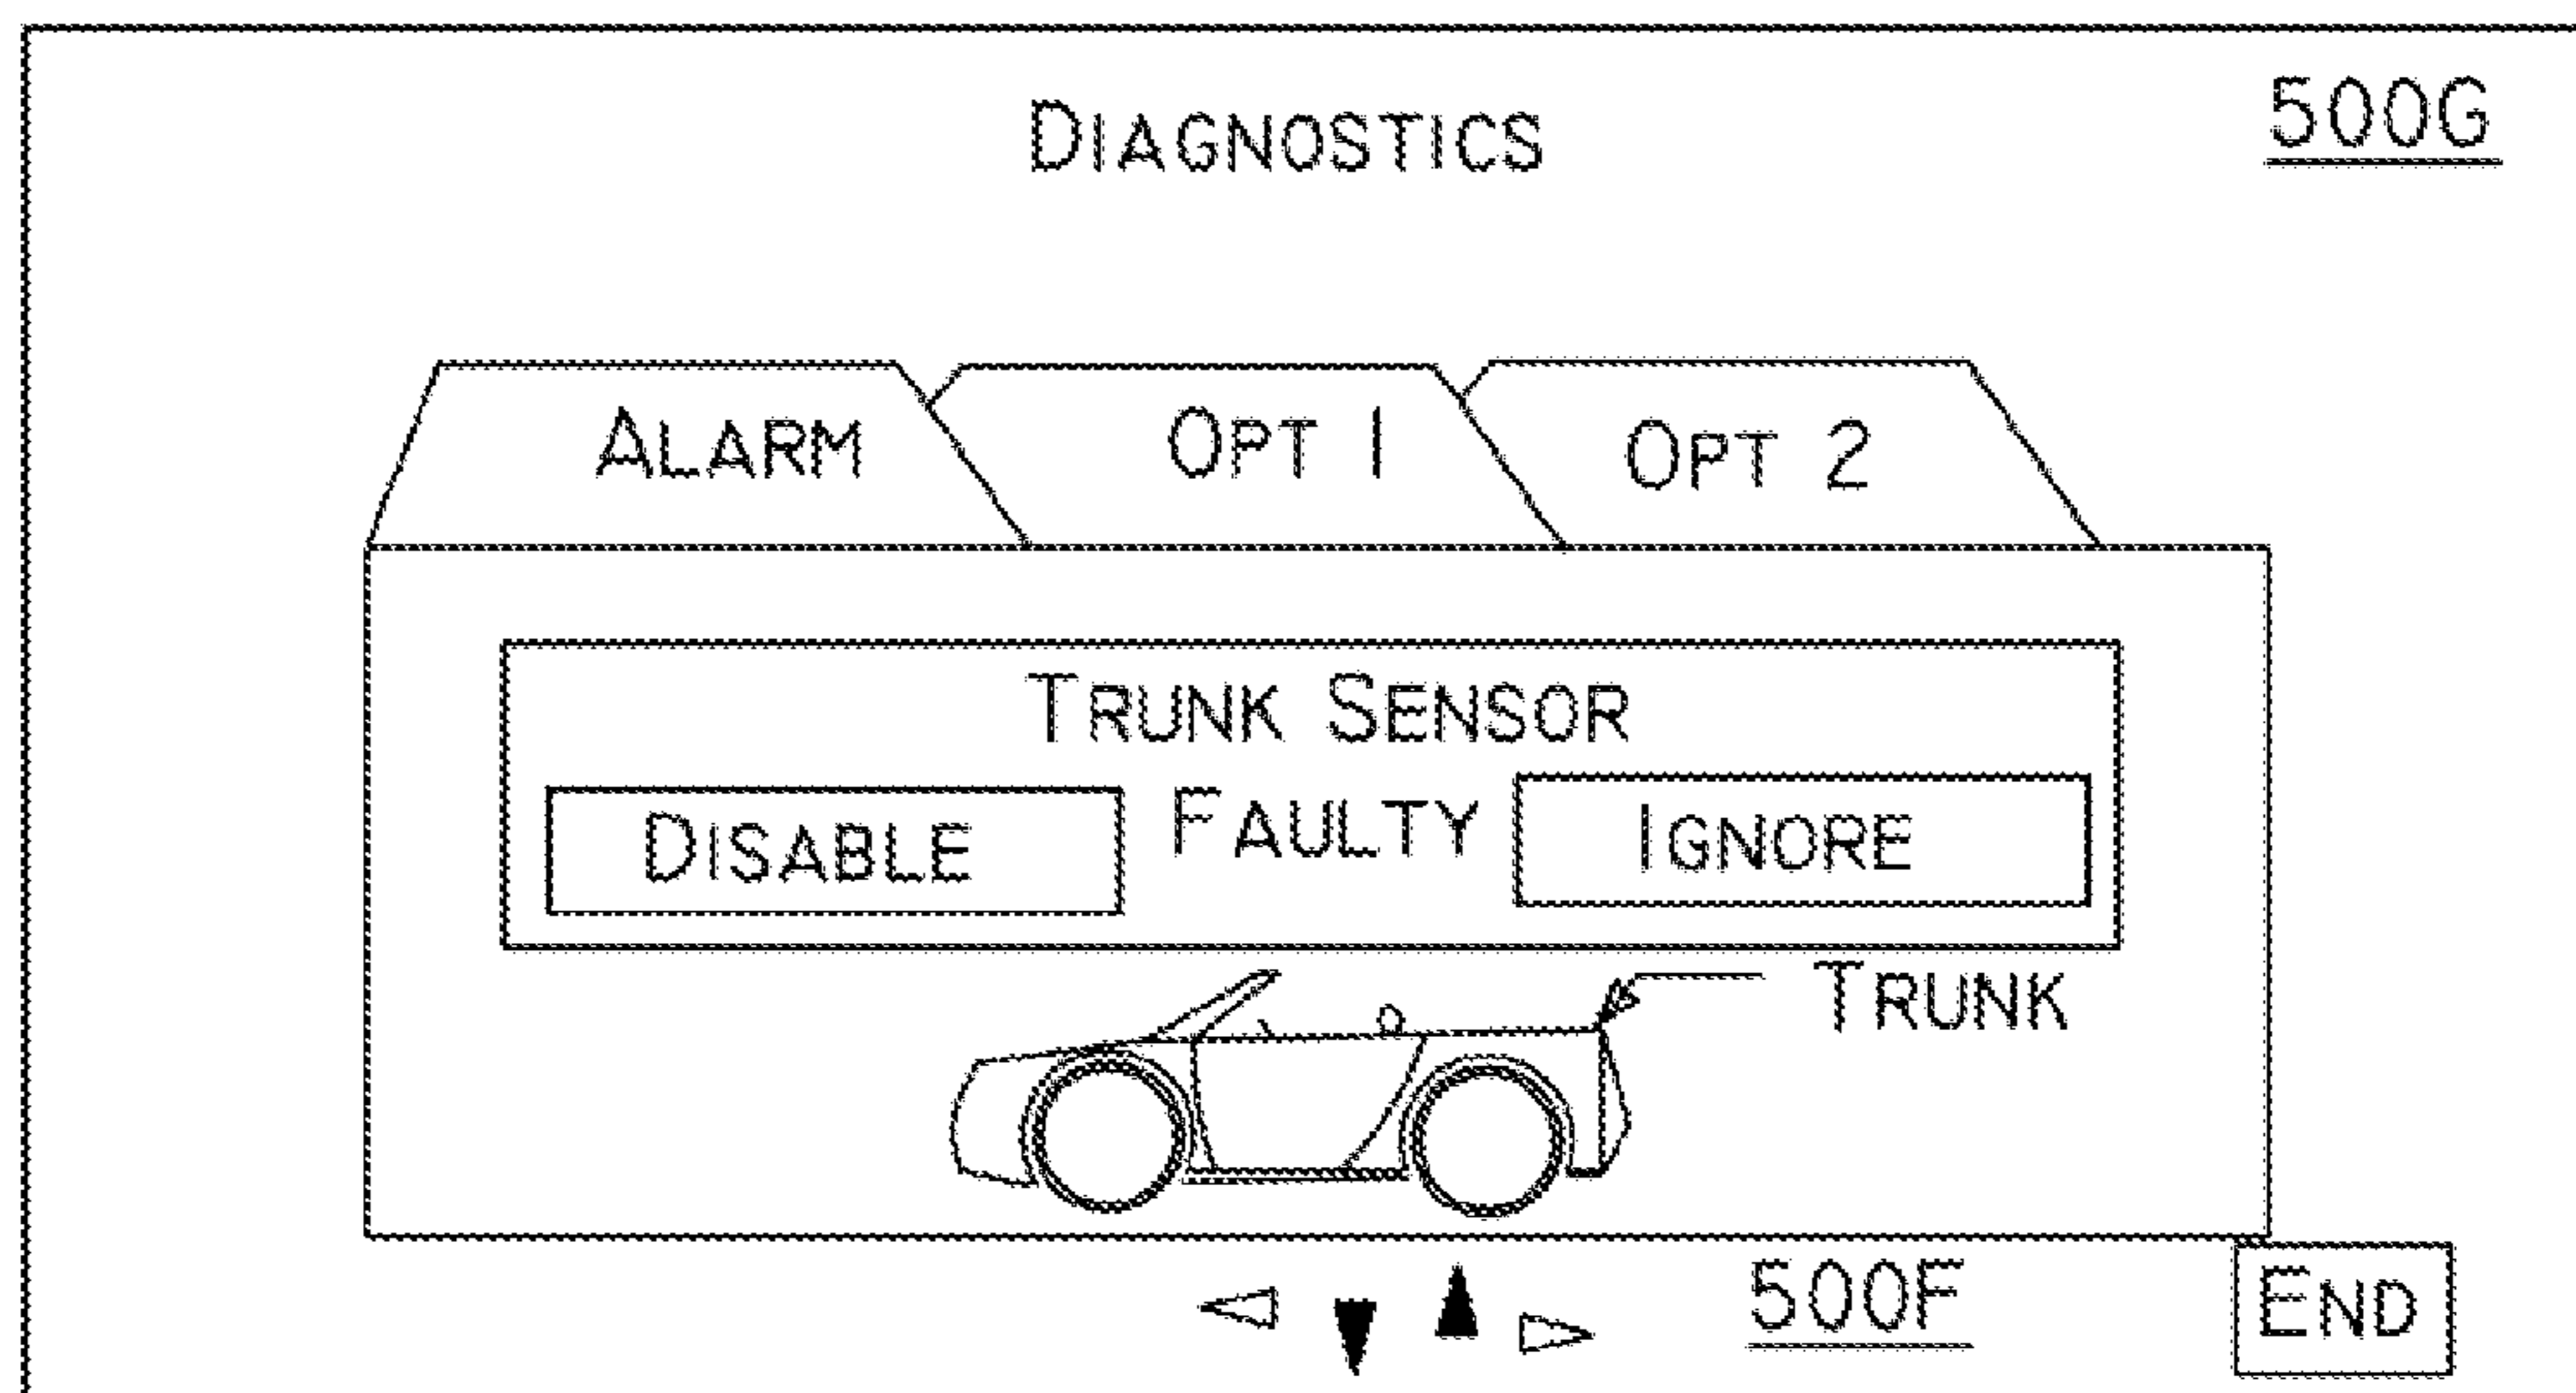 500G
DIAGNOSTICS
ALARM OPT 1 OPT 2
TRUNK SENSOR
DISABLE FAULTY IGNORE
TRUNK
500F
END